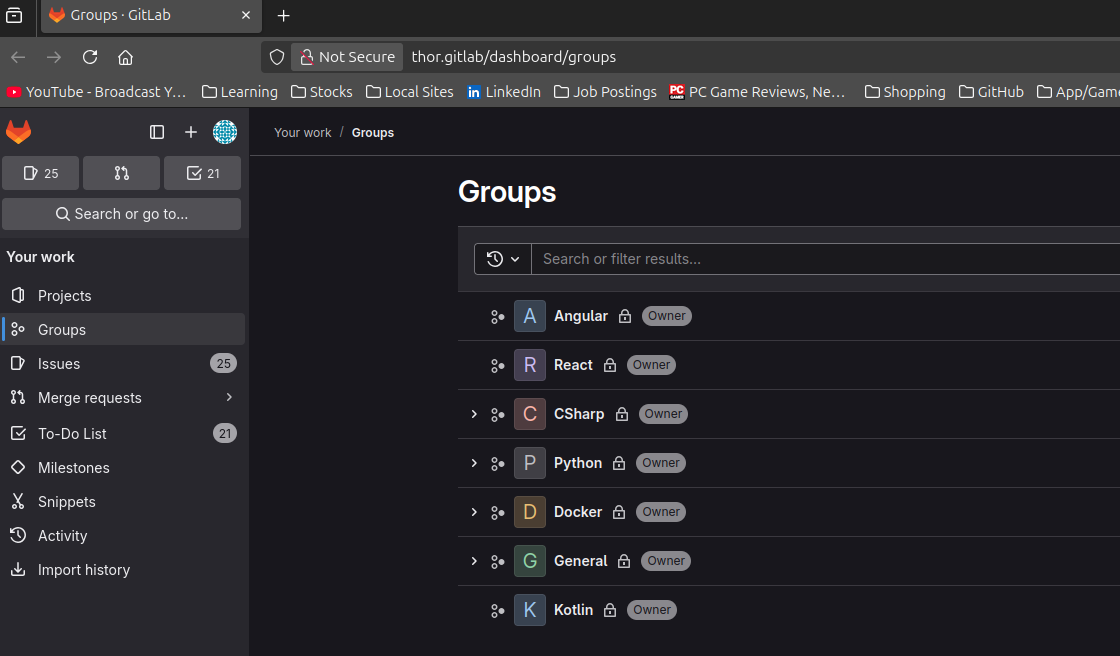 Groups · GitLab
Not Secure thor.gitlab/dashboard/groups
YouTube - Broadcast Y... Learning Stocks Local Sites LinkedIn Job Postings PC Game Reviews, Ne... Shopping GitHub App/Game
25 21
Search or go to...
Your work
Projects
Groups
Issues 25
Merge requests
To-Do List 21
Milestones
Snippets
Activity
Import history
Your work / Groups
Groups
Search or filter results...
A Angular Owner
R React Owner
C CSharp Owner
P Python Owner
D Docker Owner
G General Owner
K Kotlin Owner